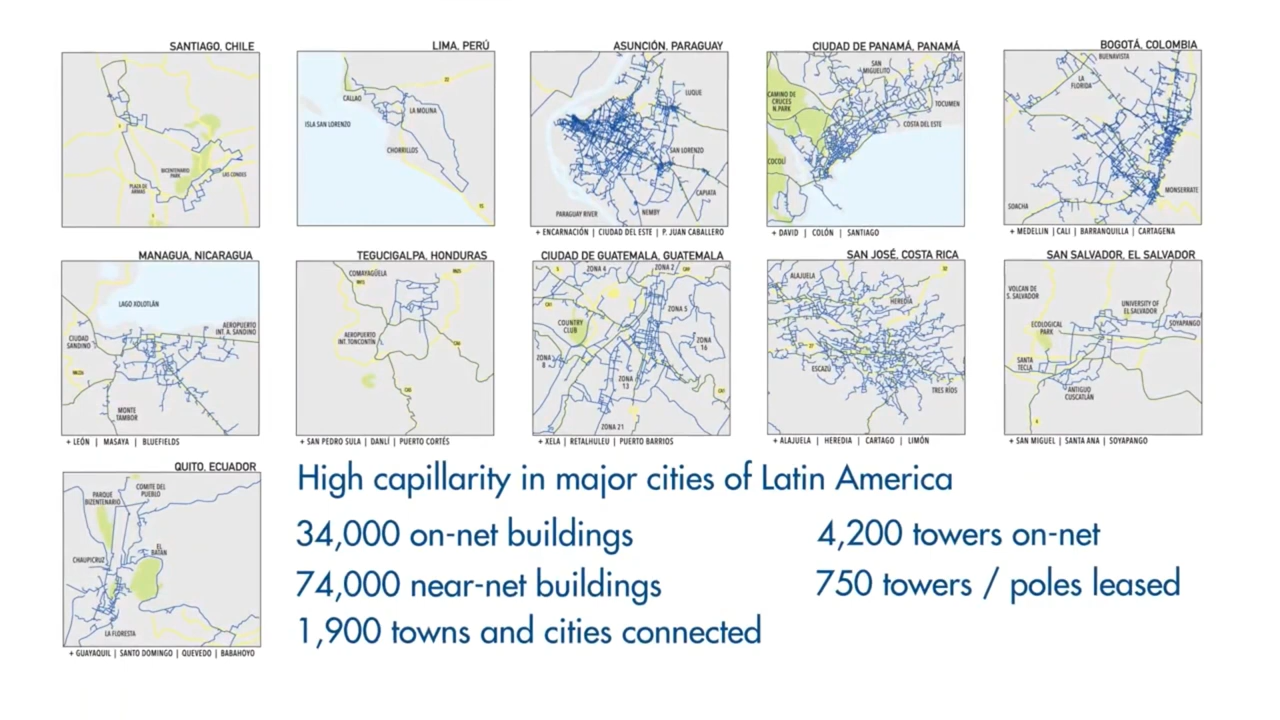 SANTIAGO, CHILE
BICENTENARIO
PARK
LAS CONDES
PLAZA DE
ARMAS
LIMA, PERÚ
CALLAO
LA MOLINA
ISLA SAN LORENZO
CHORRILLOS
ASUNCIÓN, PARAGUAY
LUQUE
SAN LORENZO
CAPIATA
PARAGUAY RIVER
NEMBY
+ ENCARNACIÓN | CIUDAD DEL ESTE | P. JUAN CABALLERO
CIUDAD DE PANAMÁ, PANAMÁ
SAN
MIGUELITO
CAMINO DE
CRUCES
N.PARK
TOCUMEN
COSTA DEL ESTE
COCOLÍ
+ DAVID | COLÓN | SANTIAGO
BOGOTÁ, COLOMBIA
BUENAVISTA
LA
FLORIDA
MONSERRATE
SOACHA
+ MEDELLIN | CALI | BARRANQUILLA | CARTAGENA
MANAGUA, NICARAGUA
LAGO XOLOTLÁN
AEROPUERTO
INT. A. SANDINO
CIUDAD
SANDINO
MONTE
TAMBOR
+ LEÓN | MASAYA | BLUEFIELDS
TEGUCIGALPA, HONDURAS
COMAYAGÜELA
AEROPUERTO
INT. TONCONTÍN
+ SAN PEDRO SULA | DANLÍ | PUERTO CORTÉS
CIUDAD DE GUATEMALA, GUATEMALA
ZONA 4
ZONA 2
ZONA 5
COUNTRY
CLUB
ZONA
16
ZONA
8
ZONA
13
ZONA 21
+ XELA | RETALHULEU | PUERTO BARRIOS
SAN JOSÉ, COSTA RICA
ALAJUELA
HEREDIA
ESCAZÚ
TRES RIOS
+ ALAJUELA | HEREDIA | CARTAGO | LIMÓN
SAN SALVADOR, EL SALVADOR
VOLCAN DE
S. SALVADOR
UNIVERSITY OF
EL SALVADOR
SOYAPANGO
ECOLOGICAL
PARK
SANTA
TECLA
ANTIGUO
CUSCATLÁN
+ SAN MIGUEL | SANTA ANA | SOYAPANGO
QUITO, ECUADOR
COMITÉ DEL
PUEBLO
PARQUE
BIZENTENARIO
EL
BATÁN
CHAUPICRUZ
LA FLORESTA
+ GUAYAQUIL | SANTO DOMINGO | QUEVEDO | BABAHOYO
High capillarity in major cities of Latin America
34,000 on-net buildings
74,000 near-net buildings
1,900 towns and cities connected
4,200 towers on-net
750 towers / poles leased